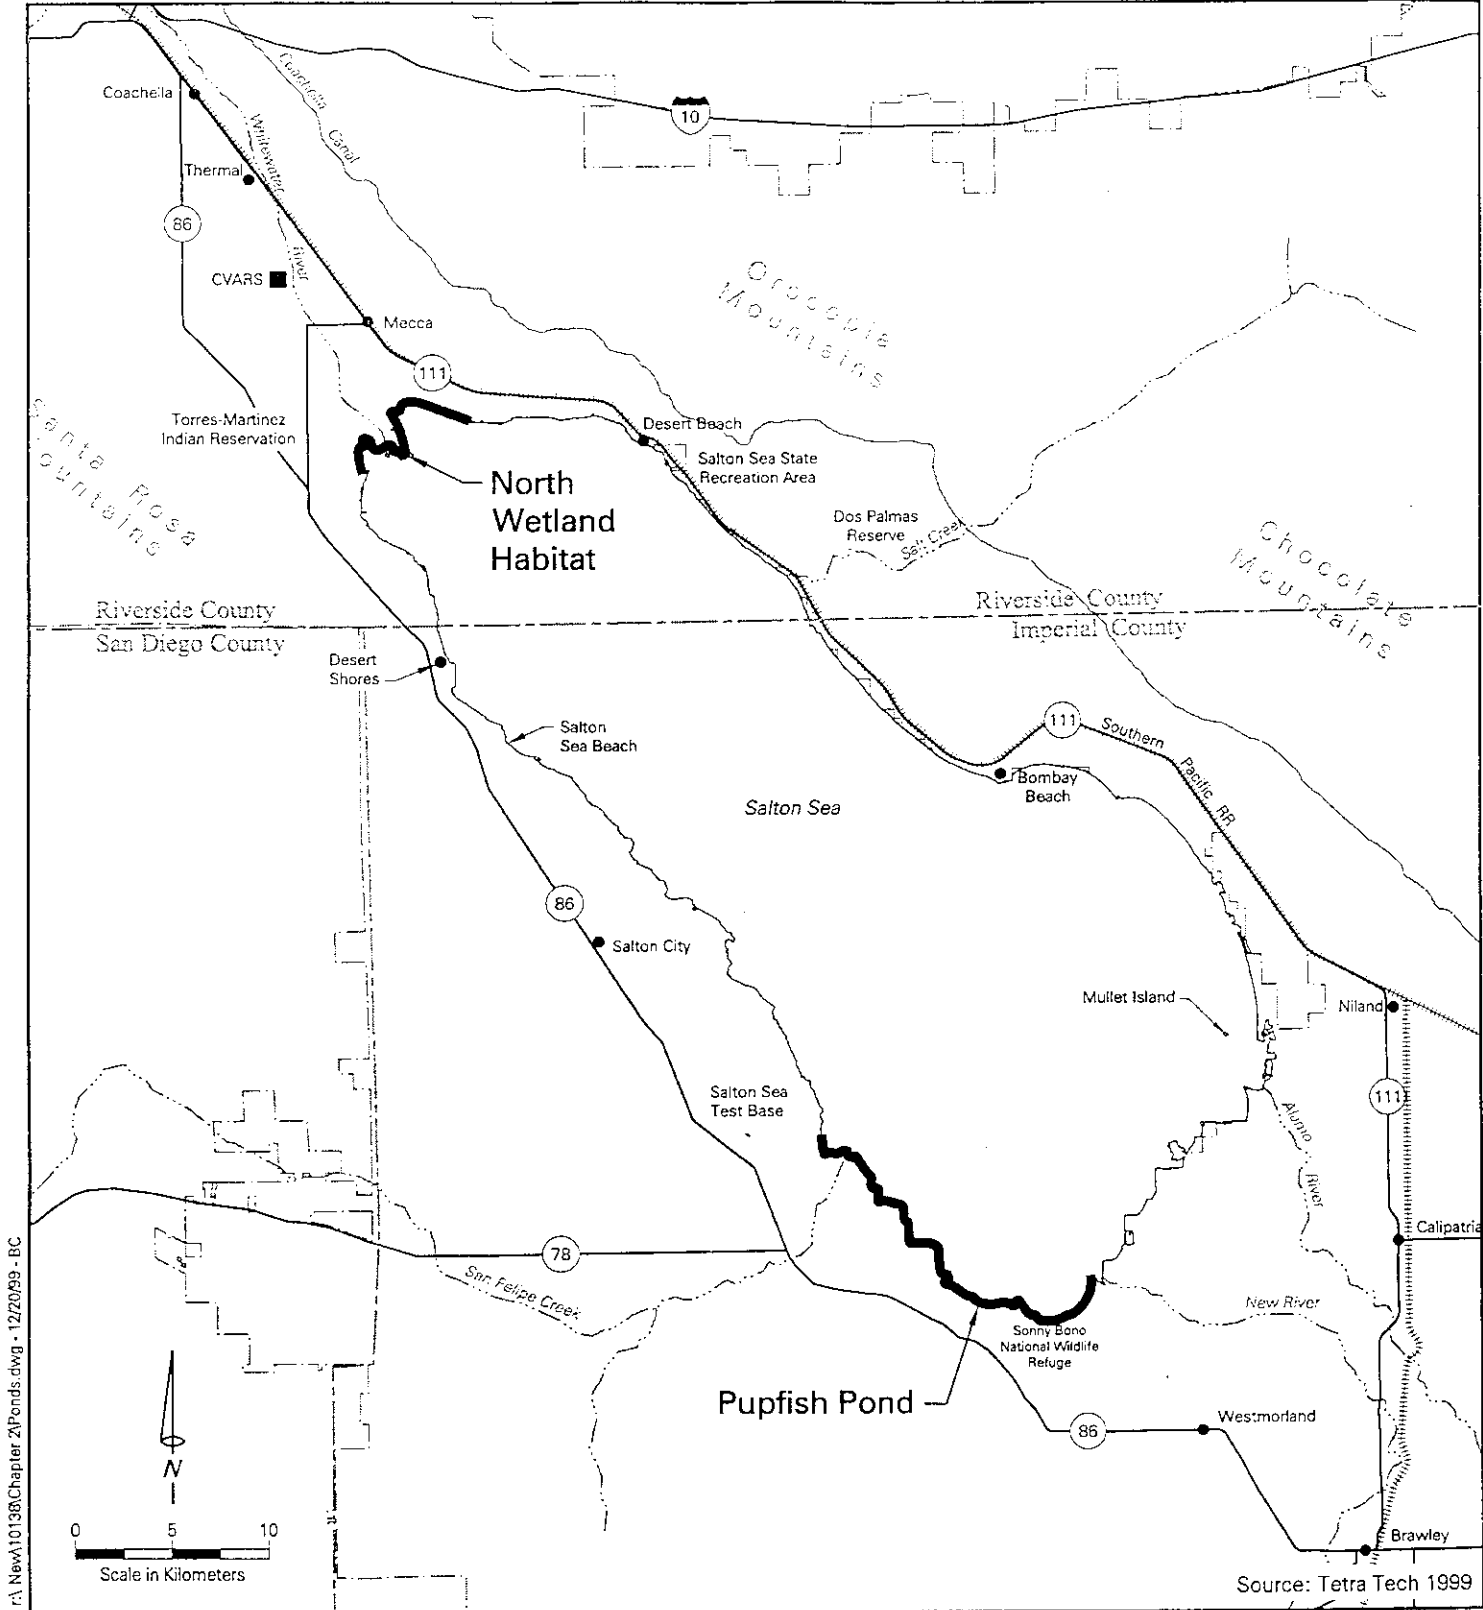 10
Coachella
Coachella
Canal
Whitewater
River
Thermal
86
CVARS
Mecca
111
Orocopia
Mountains
Torres-Martinez
Indian Reservation
Santa Rosa
Mountains
Desert Beach
Salton Sea State
Recreation Area
North
Wetland
Habitat
Dos Palmas
Reserve
Salt Creek
Chocolate
Mountains
Riverside County
San Diego County
Riverside County
Imperial County
Desert
Shores
Salton
Sea Beach
111
Southern
Pacific RR
Bombay
Beach
Salton Sea
86
Salton City
Mullet Island
Niland
Salton Sea
Test Base
111
Alamo
River
Calipatria
78
San Felipe Creek
New River
Sonny Bono
National Wildlife
Refuge
Pupfish Pond
86
Westmorland
N
0 5 10
Scale in Kilometers
Brawley
Source: Tetra Tech 1999
r:\ New\10138\Chapter 2\Ponds.dwg - 12/20/99 - BC